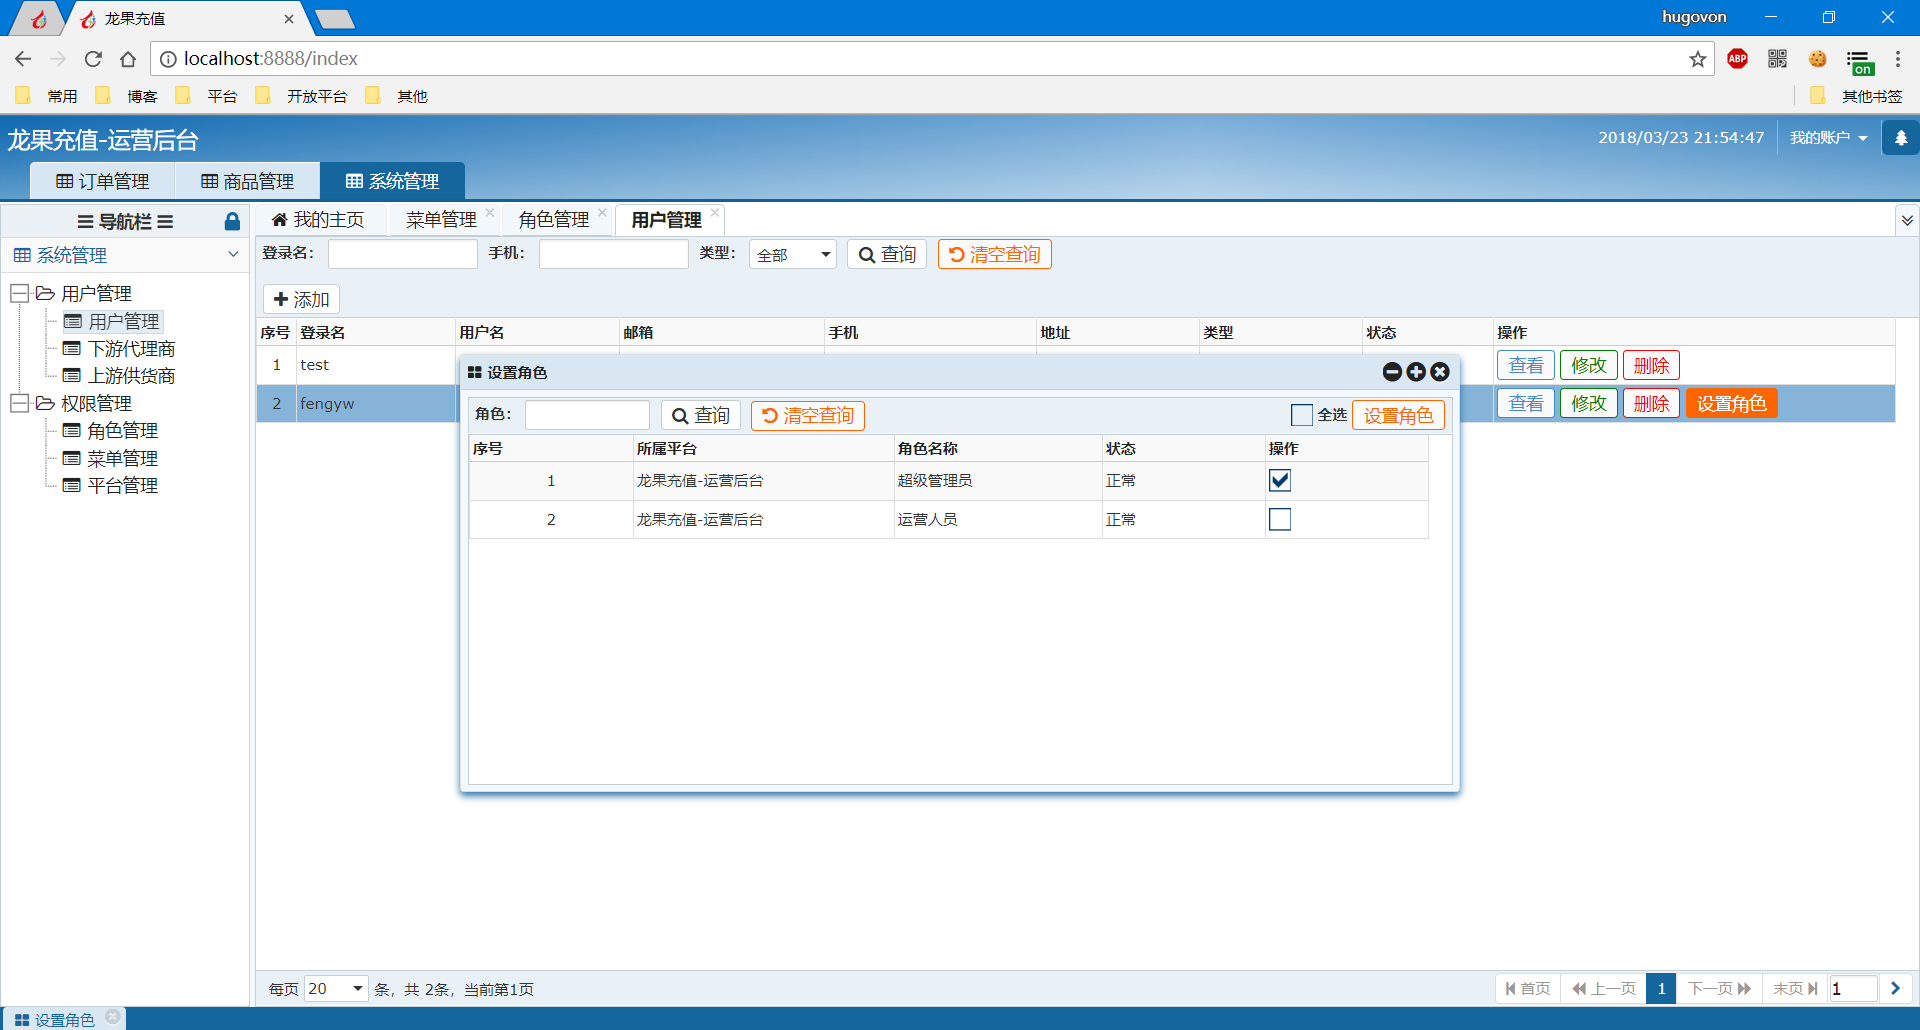 龙果充值
hugovon
localhost:8888/index
ABP
on
常用 博客 平台 开放平台 其他 其他书签
龙果充值-运营后台
2018/03/23 21:54:47 我的账户
订单管理 商品管理 系统管理
导航栏
我的主页 菜单管理 角色管理 用户管理
系统管理
登录名： 手机： 类型： 全部 查询 清空查询
用户管理
添加
用户管理
下游代理商
上游供货商
权限管理
角色管理
菜单管理
平台管理
序号 登录名 用户名 邮箱 手机 地址 类型 状态 操作
1 test 查看 修改 删除
2 fengyw 查看 修改 删除 设置角色
设置角色
角色： 查询 清空查询 全选 设置角色
序号 所属平台 角色名称 状态 操作
1 龙果充值-运营后台 超级管理员 正常
2 龙果充值-运营后台 运营人员 正常
每页 20 条，共 2条，当前第1页
首页 上一页 1 下一页 末页 1
设置角色